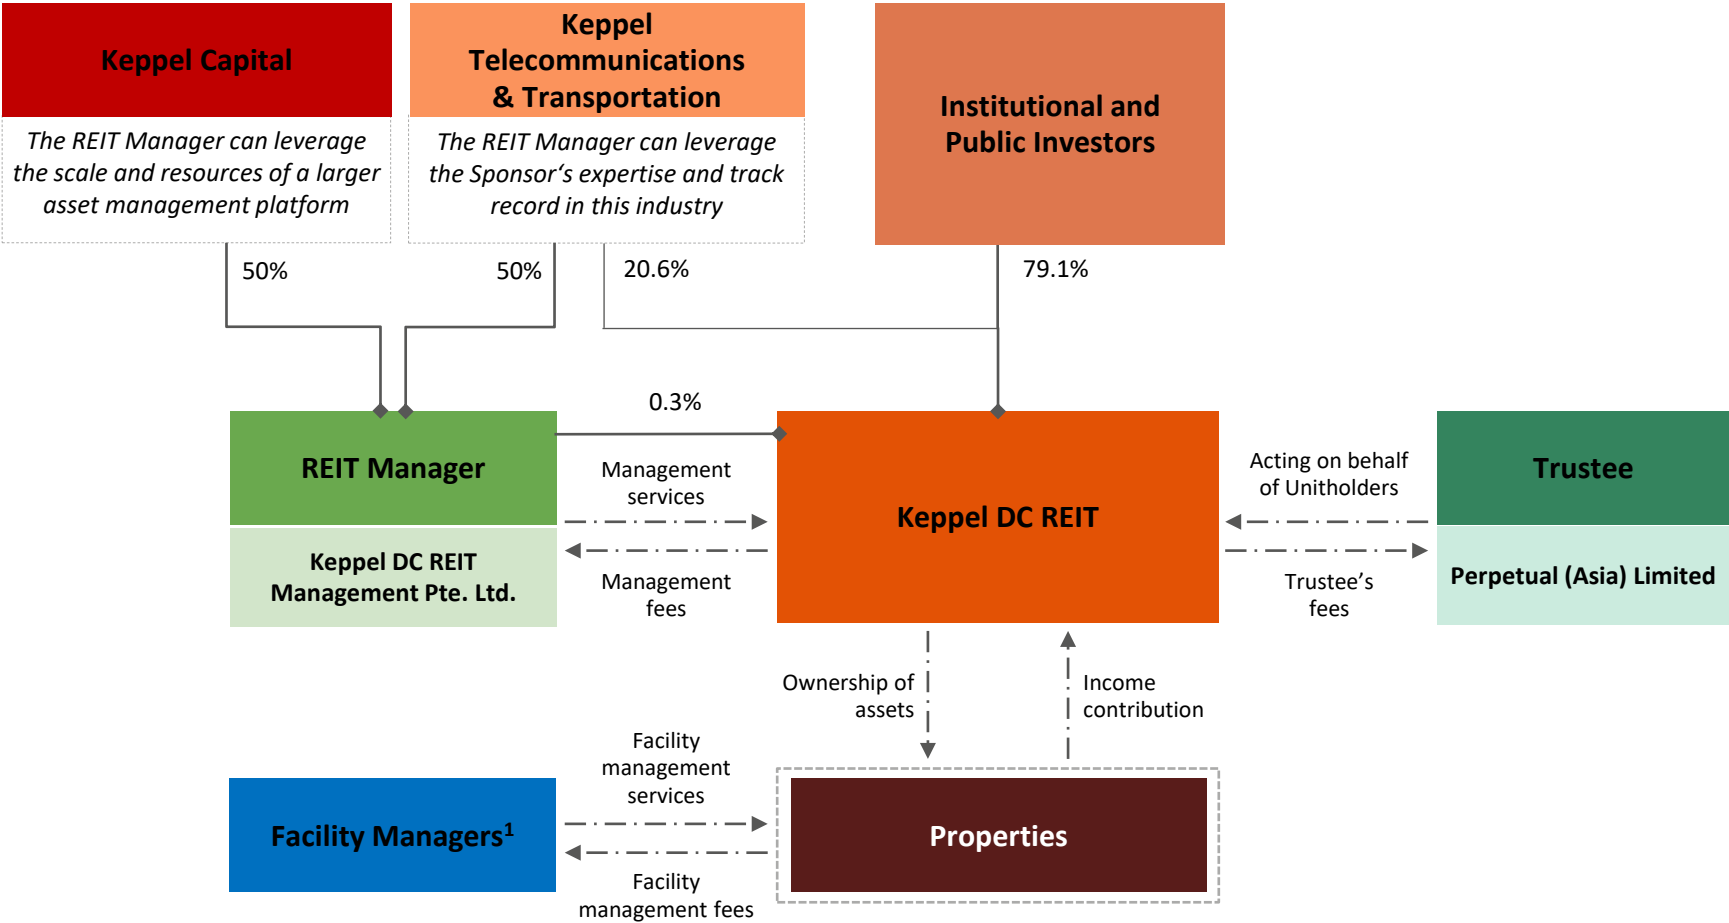 Keppel Capital
The REIT Manager can leverage
the scale and resources of a larger
asset management platform
Keppel
Telecommunications
& Transportation
The REIT Manager can leverage
the Sponsor‘s expertise and track
record in this industry
Institutional and
Public Investors
50%
50%
20.6%
79.1%
0.3%
REIT Manager
Keppel DC REIT
Management Pte. Ltd.
Management
services
Management
fees
Keppel DC REIT
Acting on behalf
of Unitholders
Trustee’s
fees
Trustee
Perpetual (Asia) Limited
Ownership of
assets
Income
contribution
Facility Managers¹
Facility
management
services
Facility
management fees
Properties